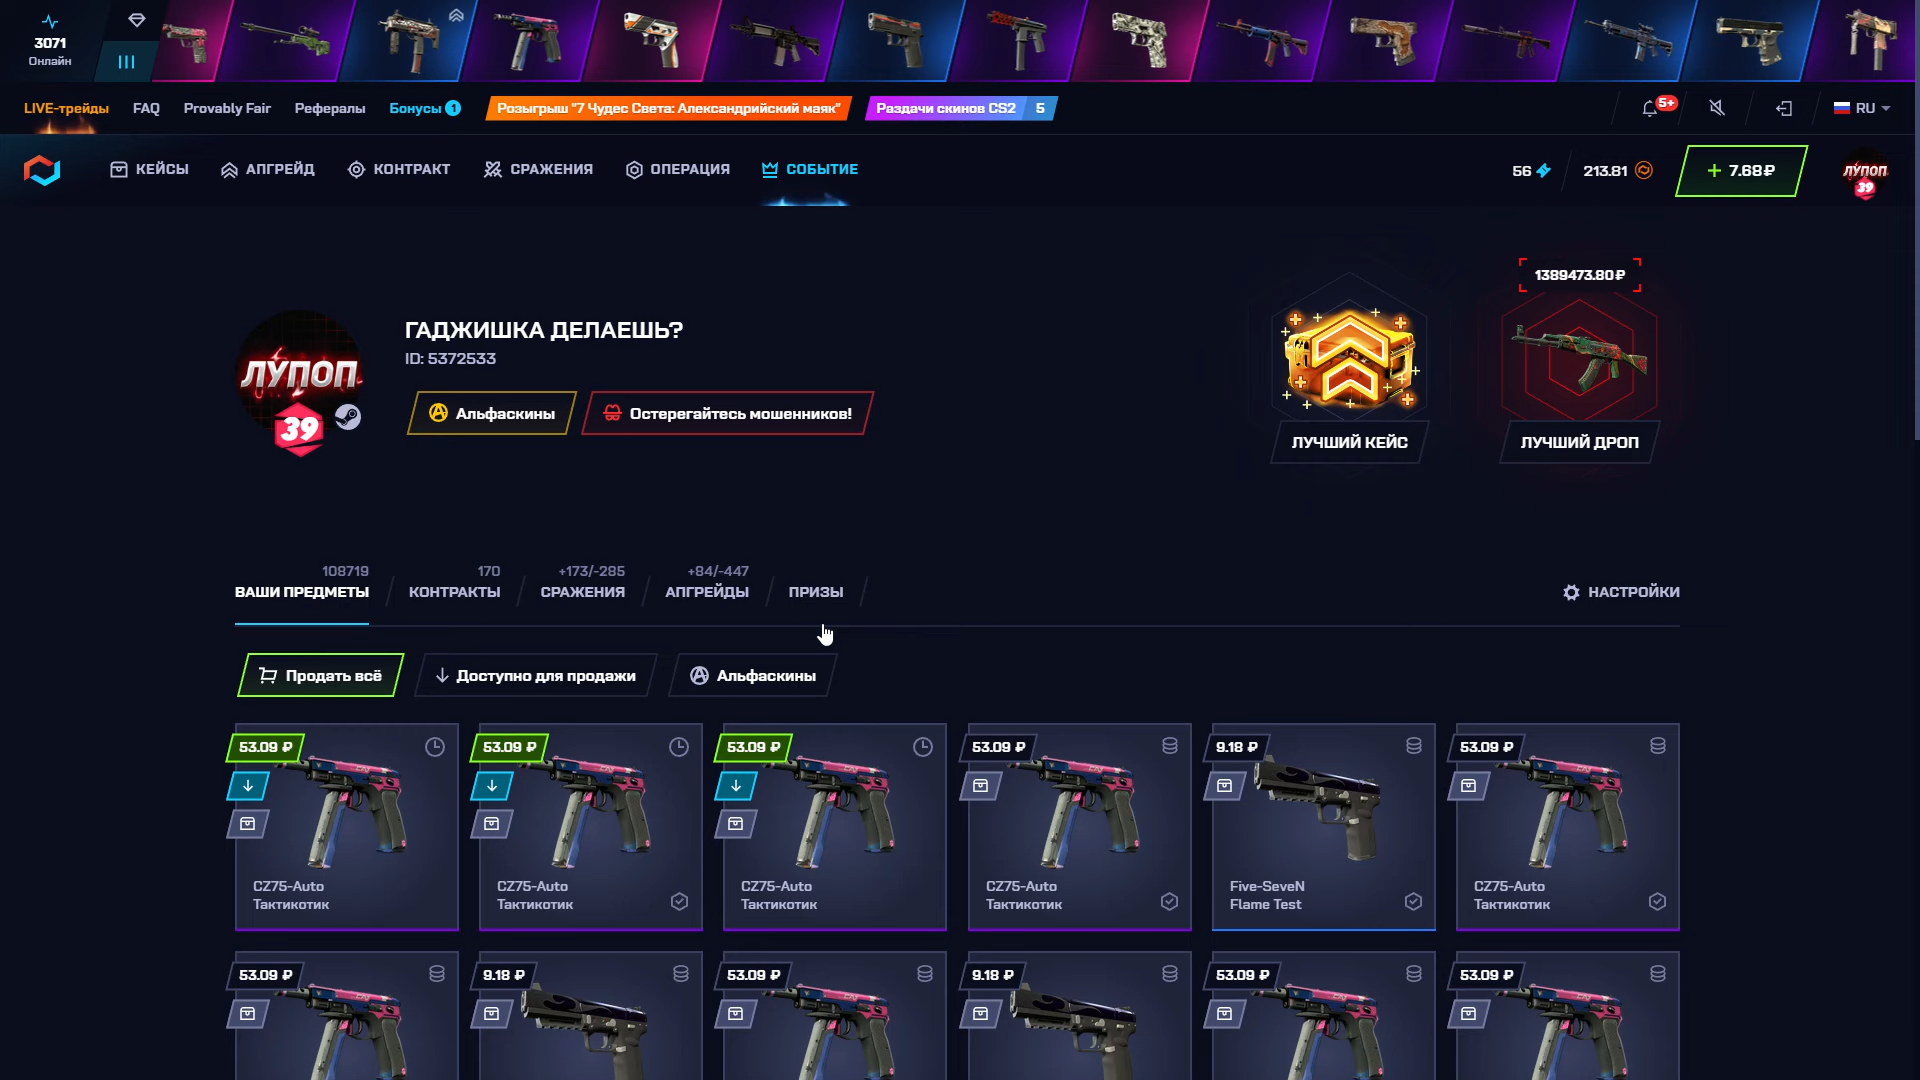 3071
Онлайн
LIVE-трейды
FAQ
Provably Fair
Рефералы
Бонусы 1
Розыгрыш "7 Чудес Света: Александрийский маяк"
Раздачи скинов CS2 5
5+
RU
КЕЙСЫ
АПГРЕЙД
КОНТРАКТ
СРАЖЕНИЯ
ОПЕРАЦИЯ
СОБЫТИЕ
56
213.81
+ 7.68₽
ЛУПОП
39
ЛУПОП
39
ГАДЖИШКА ДЕЛАЕШЬ?
ID: 5372533
Альфаскины
Остерегайтесь мошенников!
ЛУЧШИЙ КЕЙС
1389473.80₽
ЛУЧШИЙ ДРОП
108719
ВАШИ ПРЕДМЕТЫ
170
КОНТРАКТЫ
+173/-285
СРАЖЕНИЯ
+84/-447
АПГРЕЙДЫ
ПРИЗЫ
НАСТРОЙКИ
Продать всё
Доступно для продажи
Альфаскины
53.09 ₽
CZ75-Auto
Тактикотик
53.09 ₽
CZ75-Auto
Тактикотик
53.09 ₽
CZ75-Auto
Тактикотик
53.09 ₽
CZ75-Auto
Тактикотик
9.18 ₽
Five-SeveN
Flame Test
53.09 ₽
CZ75-Auto
Тактикотик
53.09 ₽
9.18 ₽
53.09 ₽
9.18 ₽
53.09 ₽
53.09 ₽